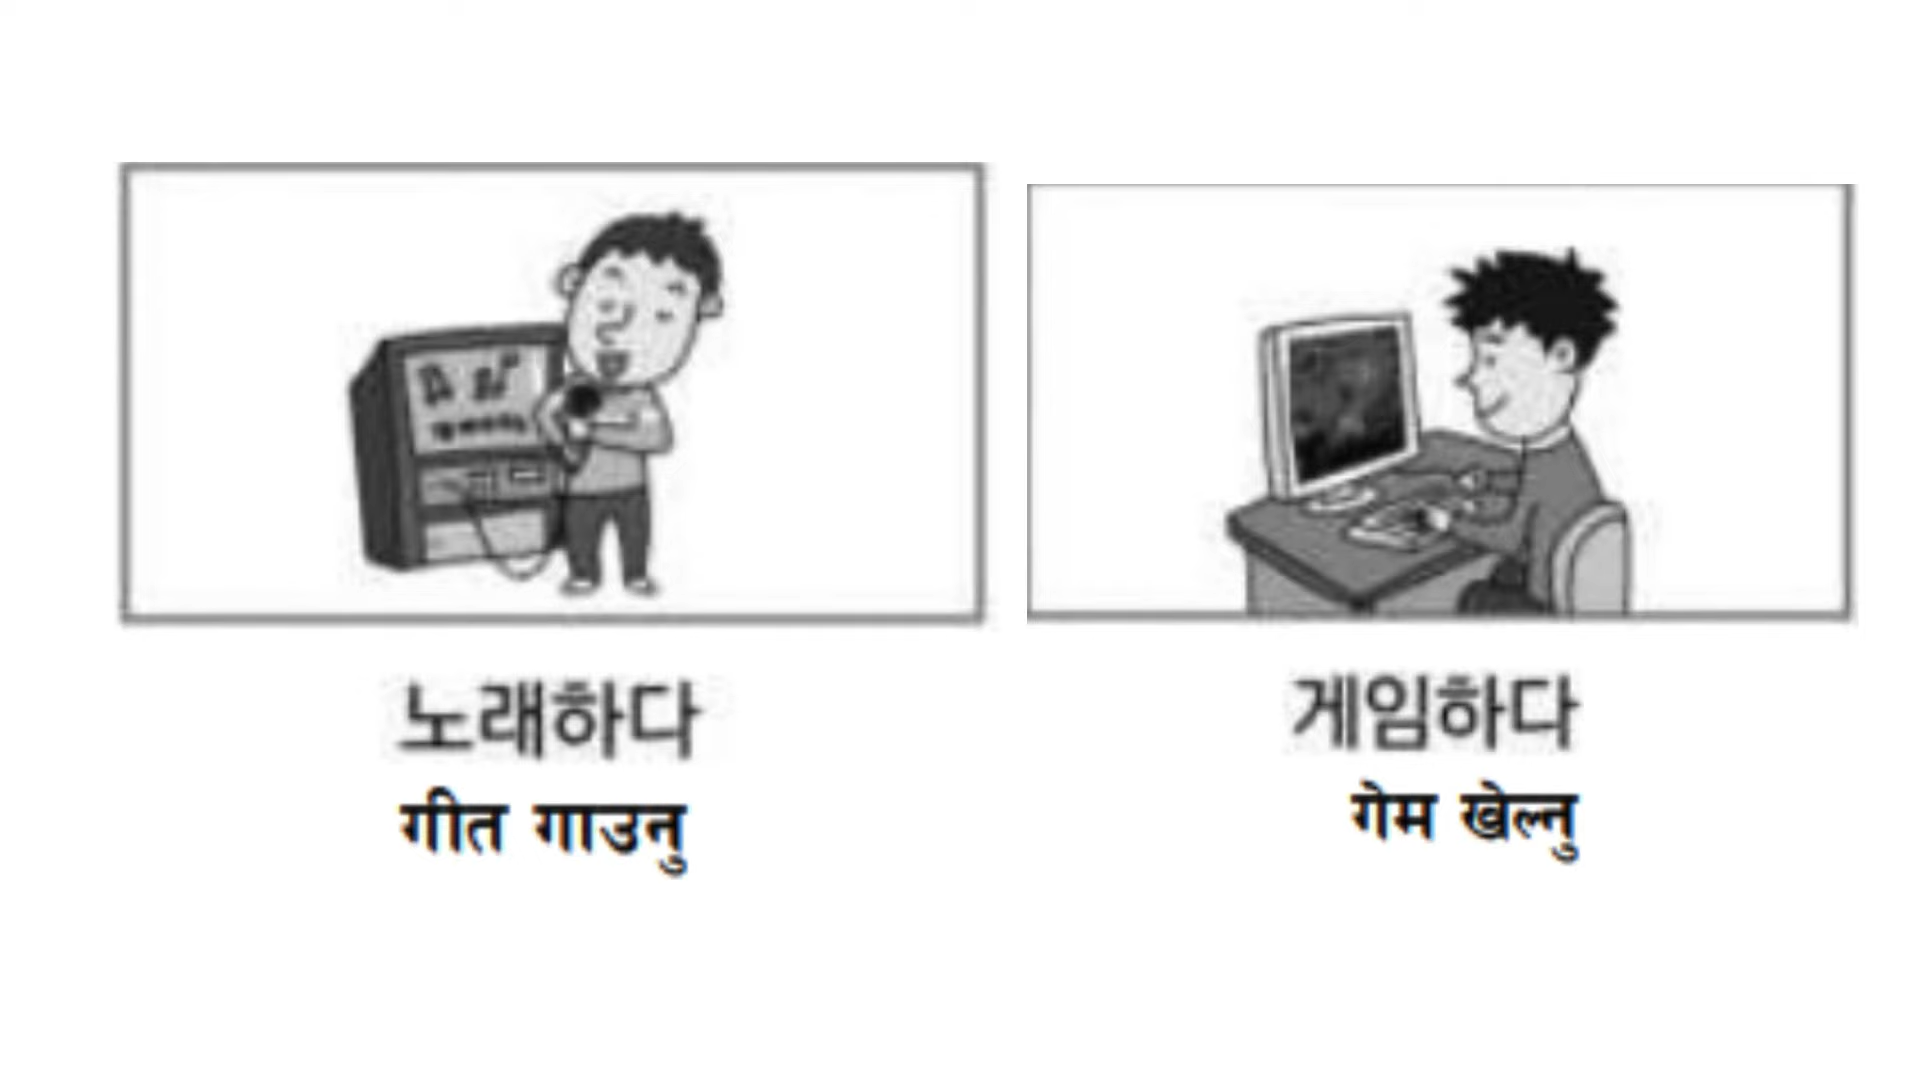 노래하다
गीत गाउनु
게임하다
गेम खेल्नु